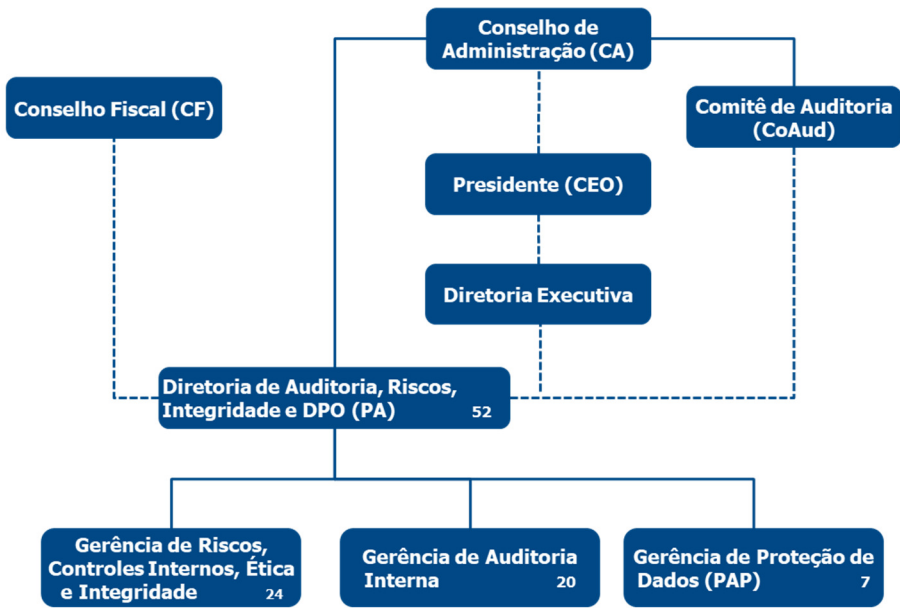 Conselho de
Administração (CA)
Conselho Fiscal (CF)
Comitê de Auditoria
(CoAud)
Presidente (CEO)
Diretoria Executiva
Diretoria de Auditoria, Riscos,
Integridade e DPO (PA) 52
Gerência de Riscos,
Controles Internos, Ética
e Integridade 24
Gerência de Auditoria
Interna 20
Gerência de Proteção de
Dados (PAP) 7